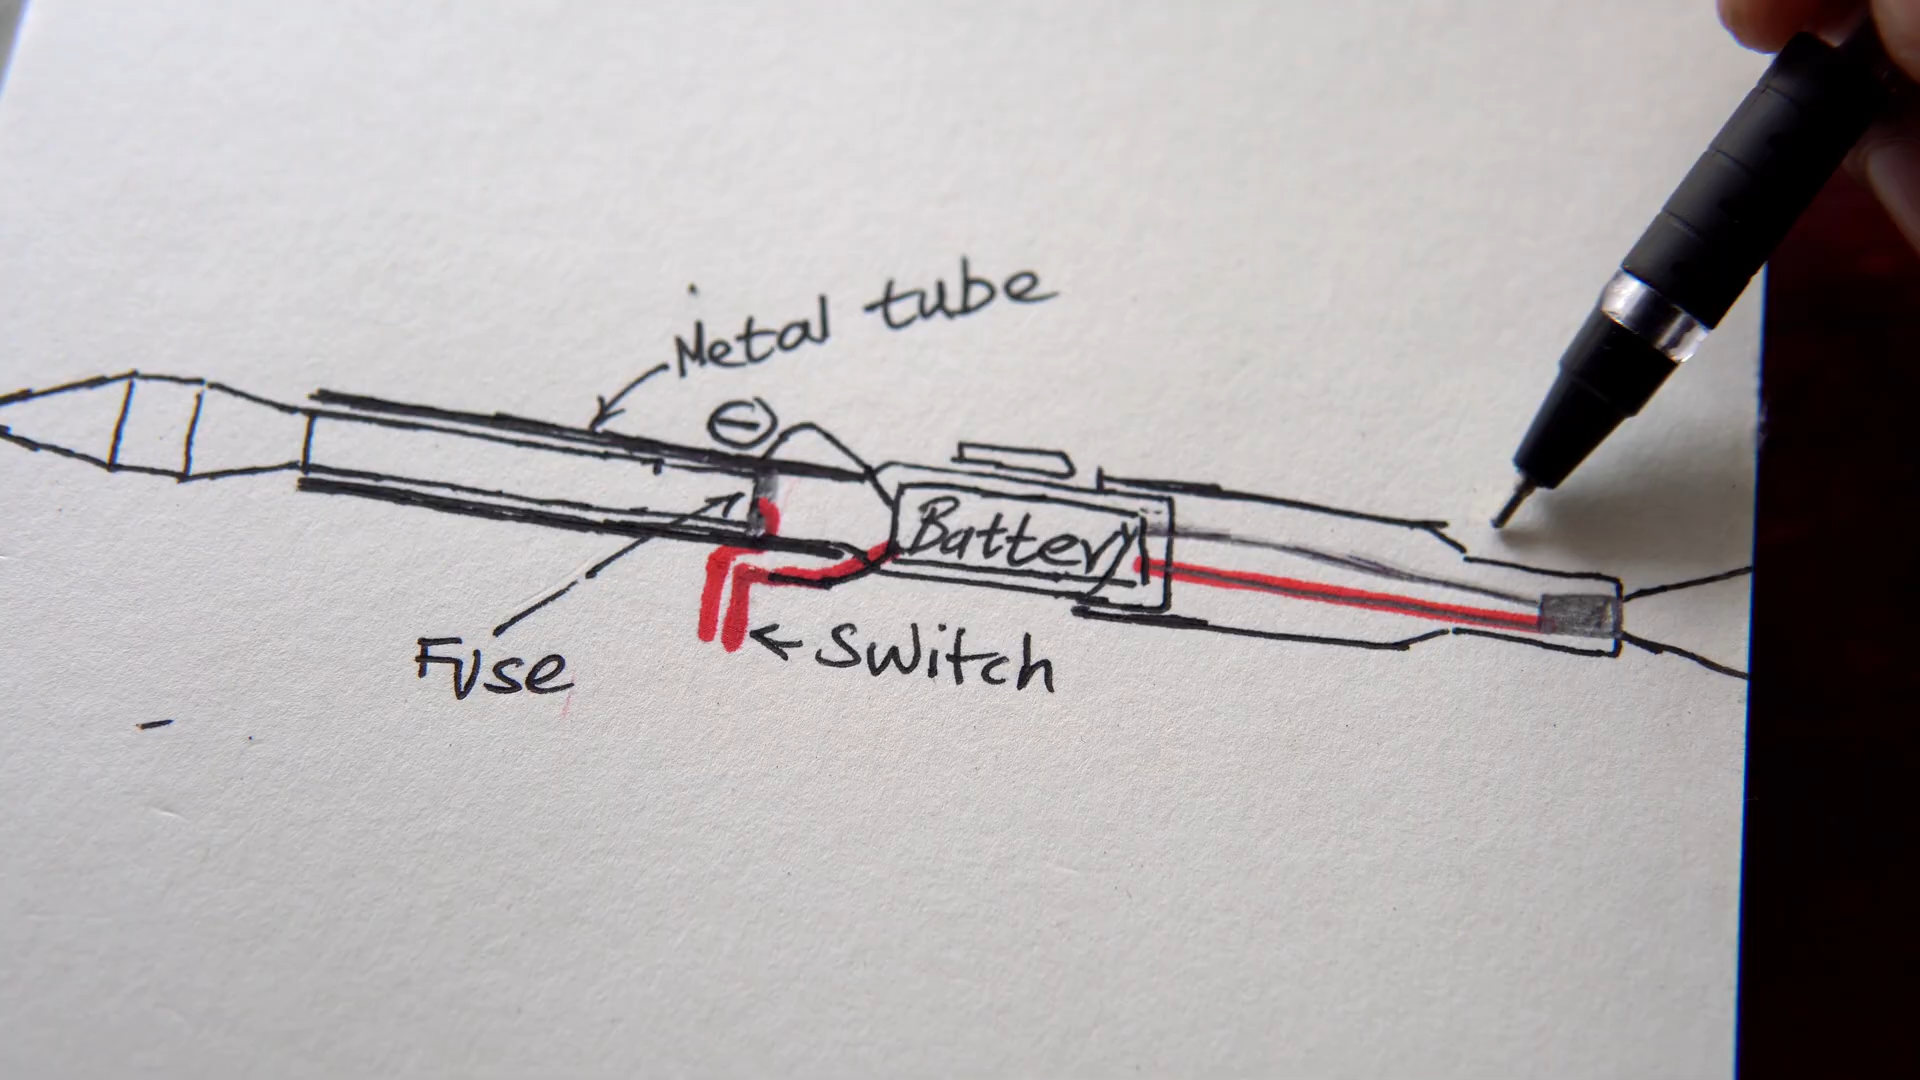 Metal tube
⊖
Battery
Fuse
← Switch